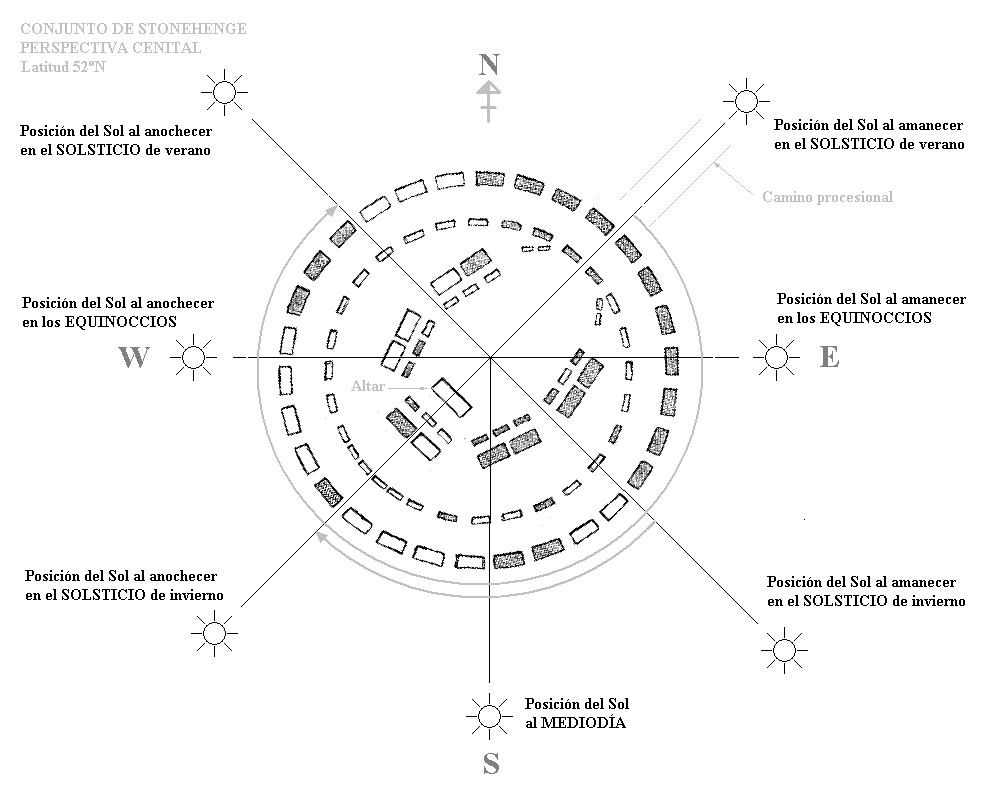 CONJUNTO DE STONEHENGE
PERSPECTIVA CENITAL
Latitud 52ºN
N
Posición del Sol al anochecer
en el SOLSTICIO de verano
Posición del Sol al amanecer
en el SOLSTICIO de verano
Camino procesional
Posición del Sol al anochecer
en los EQUINOCCIOS
Posición del Sol al amanecer
en los EQUINOCCIOS
W
E
Altar
Posición del Sol al anochecer
en el SOLSTICIO de invierno
Posición del Sol al amanecer
en el SOLSTICIO de invierno
Posición del Sol
al MEDIODÍA
S